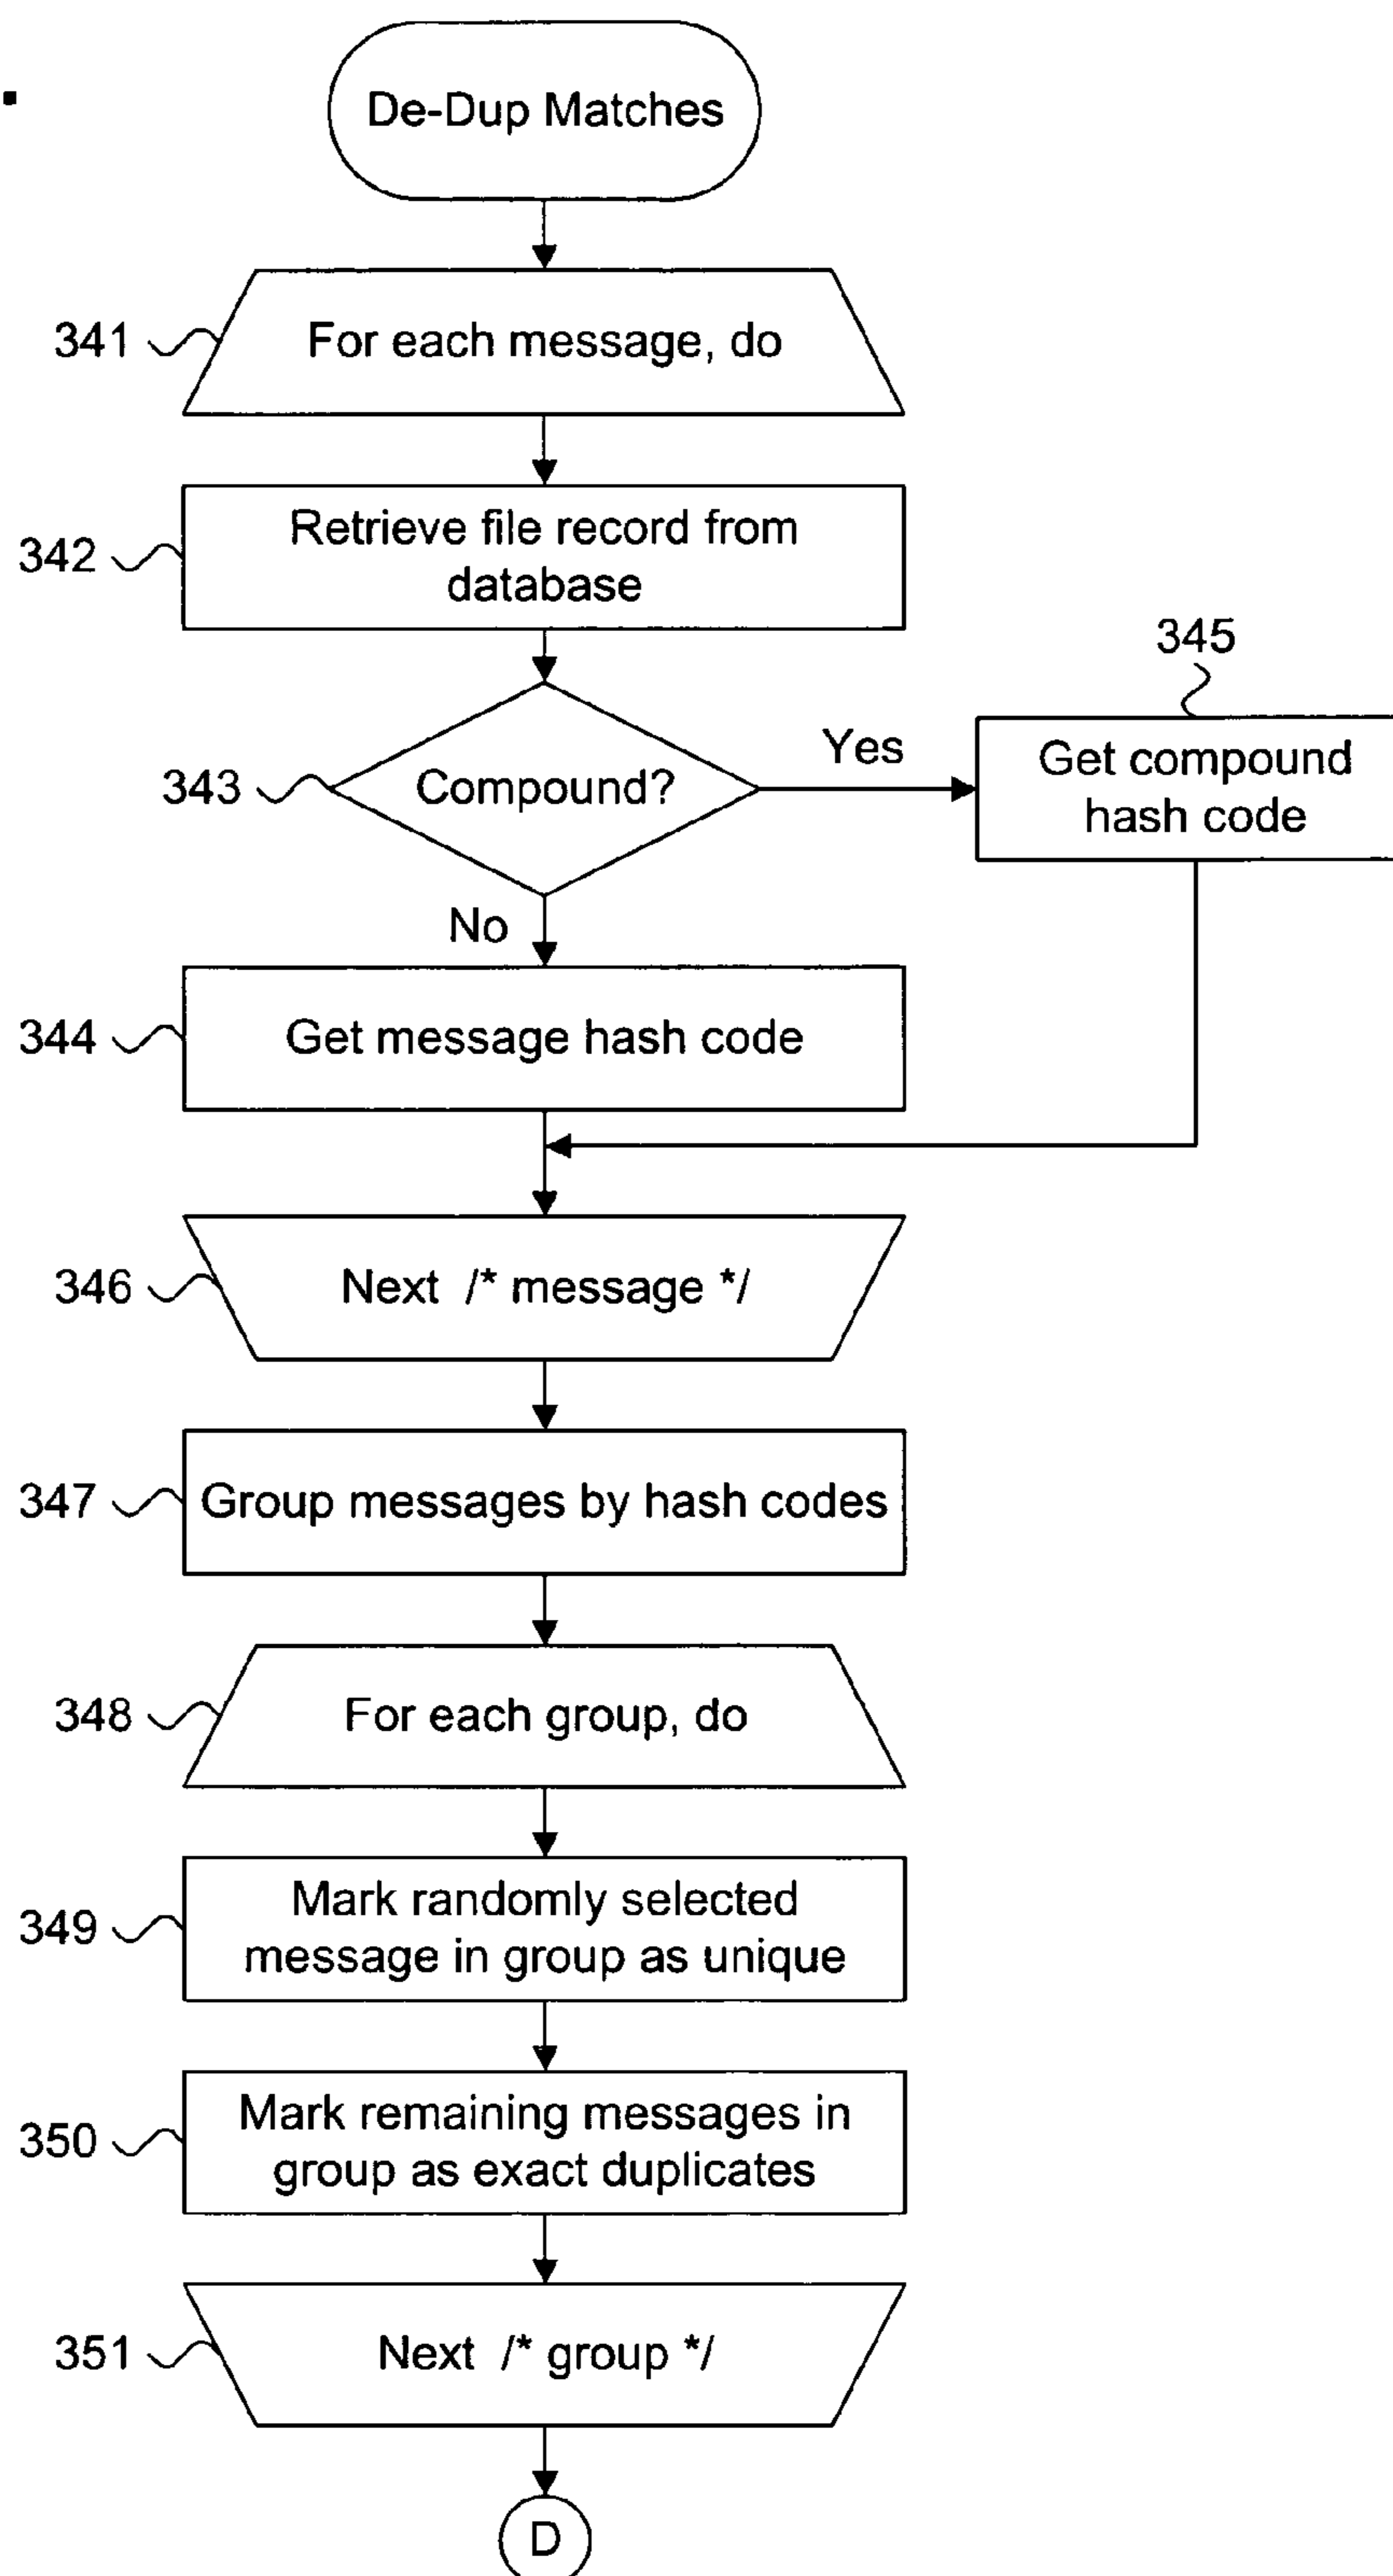 De-Dup Matches
341
For each message, do
342
Retrieve file record from
database
343
Compound?
Yes
345
Get compound
hash code
No
344
Get message hash code
346
Next /* message */
347
Group messages by hash codes
348
For each group, do
349
Mark randomly selected
message in group as unique
350
Mark remaining messages in
group as exact duplicates
351
Next /* group */
D